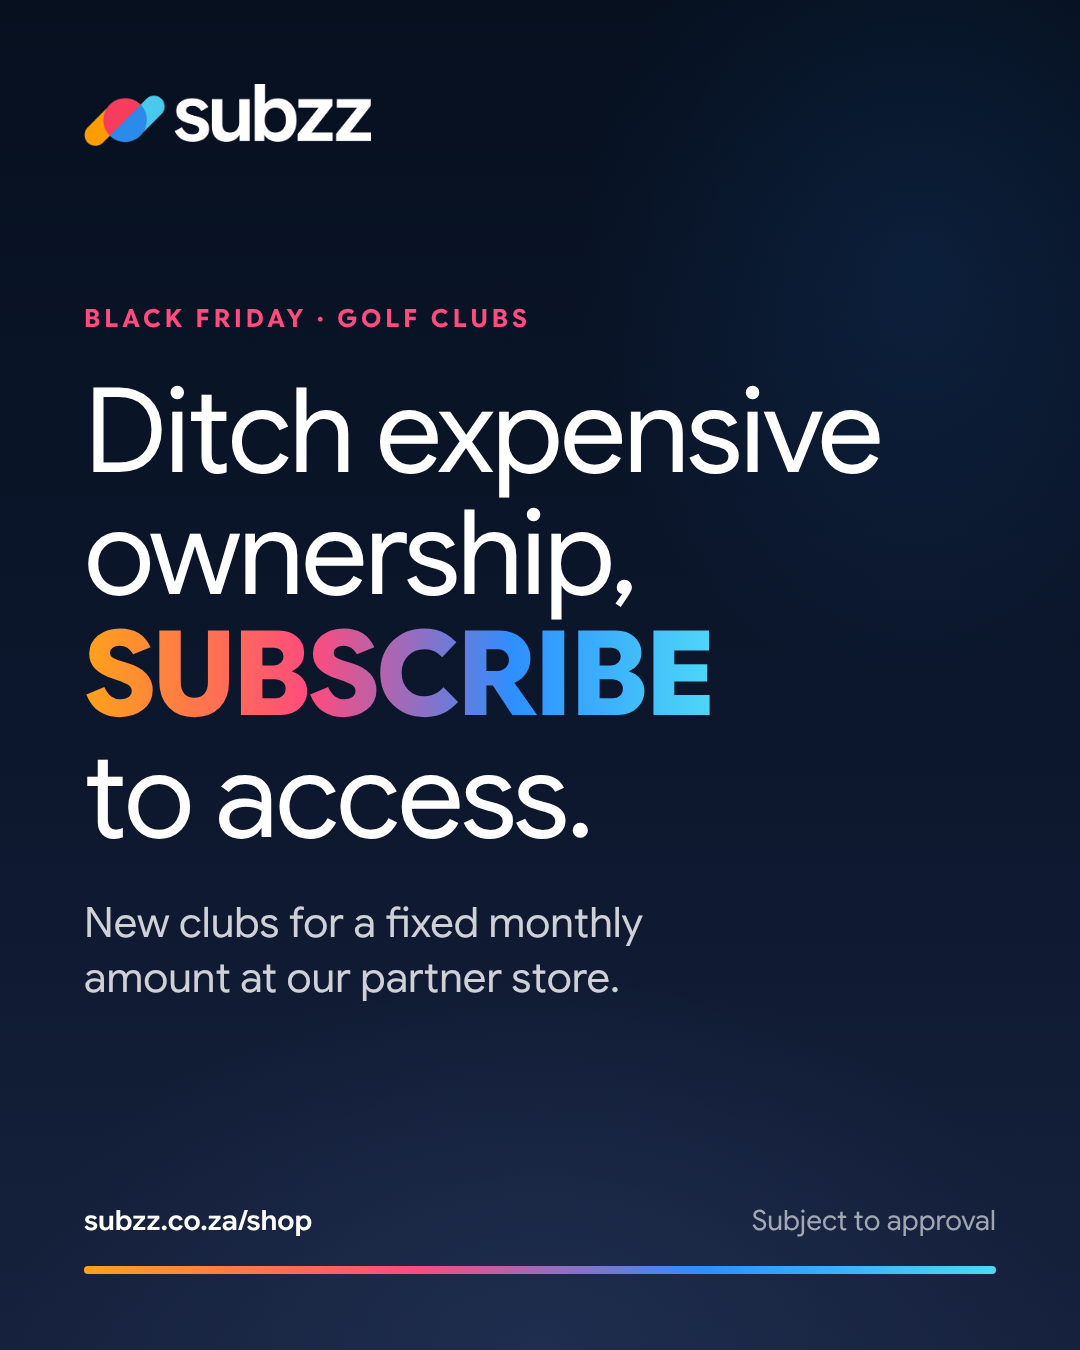 subzz
BLACK FRIDAY · GOLF CLUBS
Ditch expensive
ownership,
SUBSCRIBE
to access.
New clubs for a fixed monthly
amount at our partner store.
subzz.co.za/shop
Subject to approval